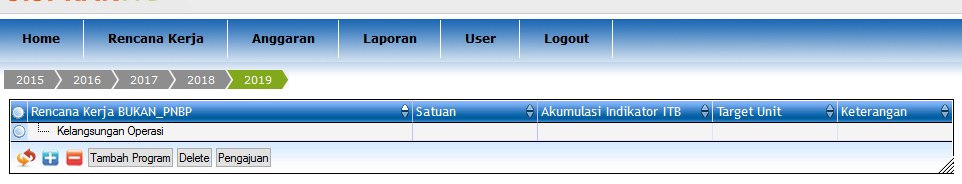 Home Rencana Kerja Anggaran Laporan User Logout
2015 2016 2017 2018 2019
Rencana Kerja BUKAN_PNBP Satuan Akumulasi Indikator ITB Target Unit Keterangan
Kelangsungan Operasi
Tambah Program Delete Pengajuan